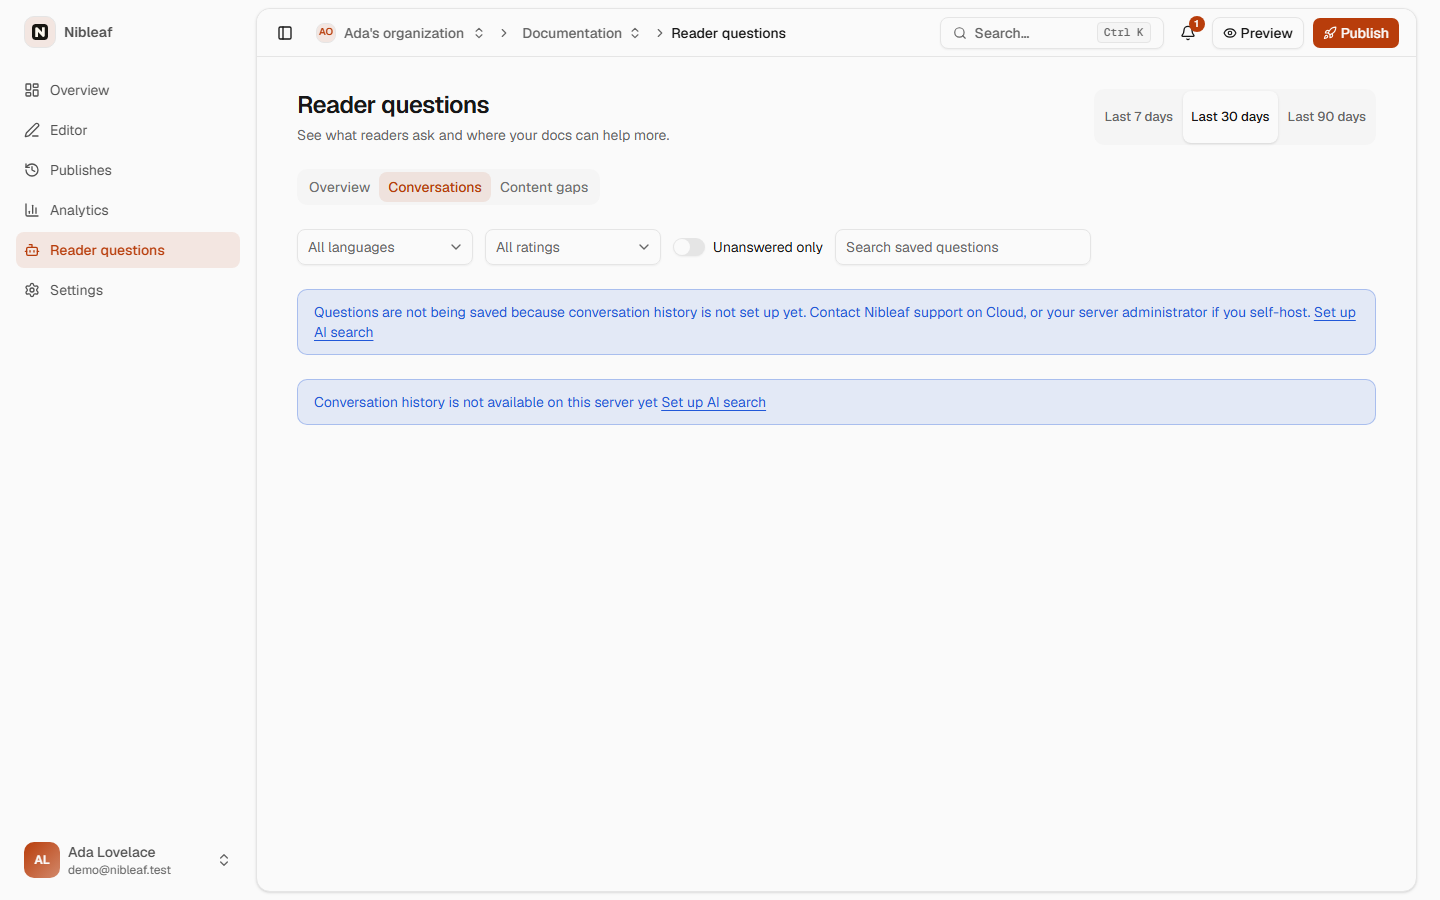 Nibleaf
Overview
Editor
Publishes
Analytics
Reader questions
Settings
AL
Ada Lovelace
demo@nibleaf.test
AO Ada's organization Documentation Reader questions
Search... Ctrl K
1
Preview
Publish
Reader questions
See what readers ask and where your docs can help more.
Last 7 days Last 30 days Last 90 days
Overview Conversations Content gaps
All languages All ratings Unanswered only Search saved questions
Questions are not being saved because conversation history is not set up yet. Contact Nibleaf support on Cloud, or your server administrator if you self-host. Set up
AI search
Conversation history is not available on this server yet Set up AI search